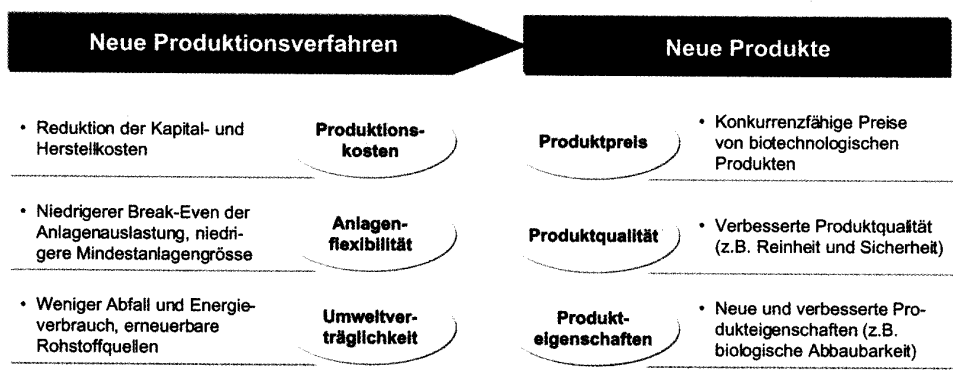 Neue Produktionsverfahren
Neue Produkte
• Reduktion der Kapital- und
Herstellkosten
Produktions-
kosten
Produktpreis
• Konkurrenzfähige Preise
von biotechnologischen
Produkten
• Niedrigerer Break-Even der
Anlagenauslastung, niedri-
gere Mindestanlagengrösse
Anlagen-
flexibilität
Produktqualität
• Verbesserte Produktqualität
(z.B. Reinheit und Sicherheit)
• Weniger Abfall und Energie-
verbrauch, erneuerbare
Rohstoffquellen
Umweltver-
träglichkeit
Produkt-
eigenschaften
• Neue und verbesserte Pro-
dukteigenschaften (z.B.
biologische Abbaubarkeit)